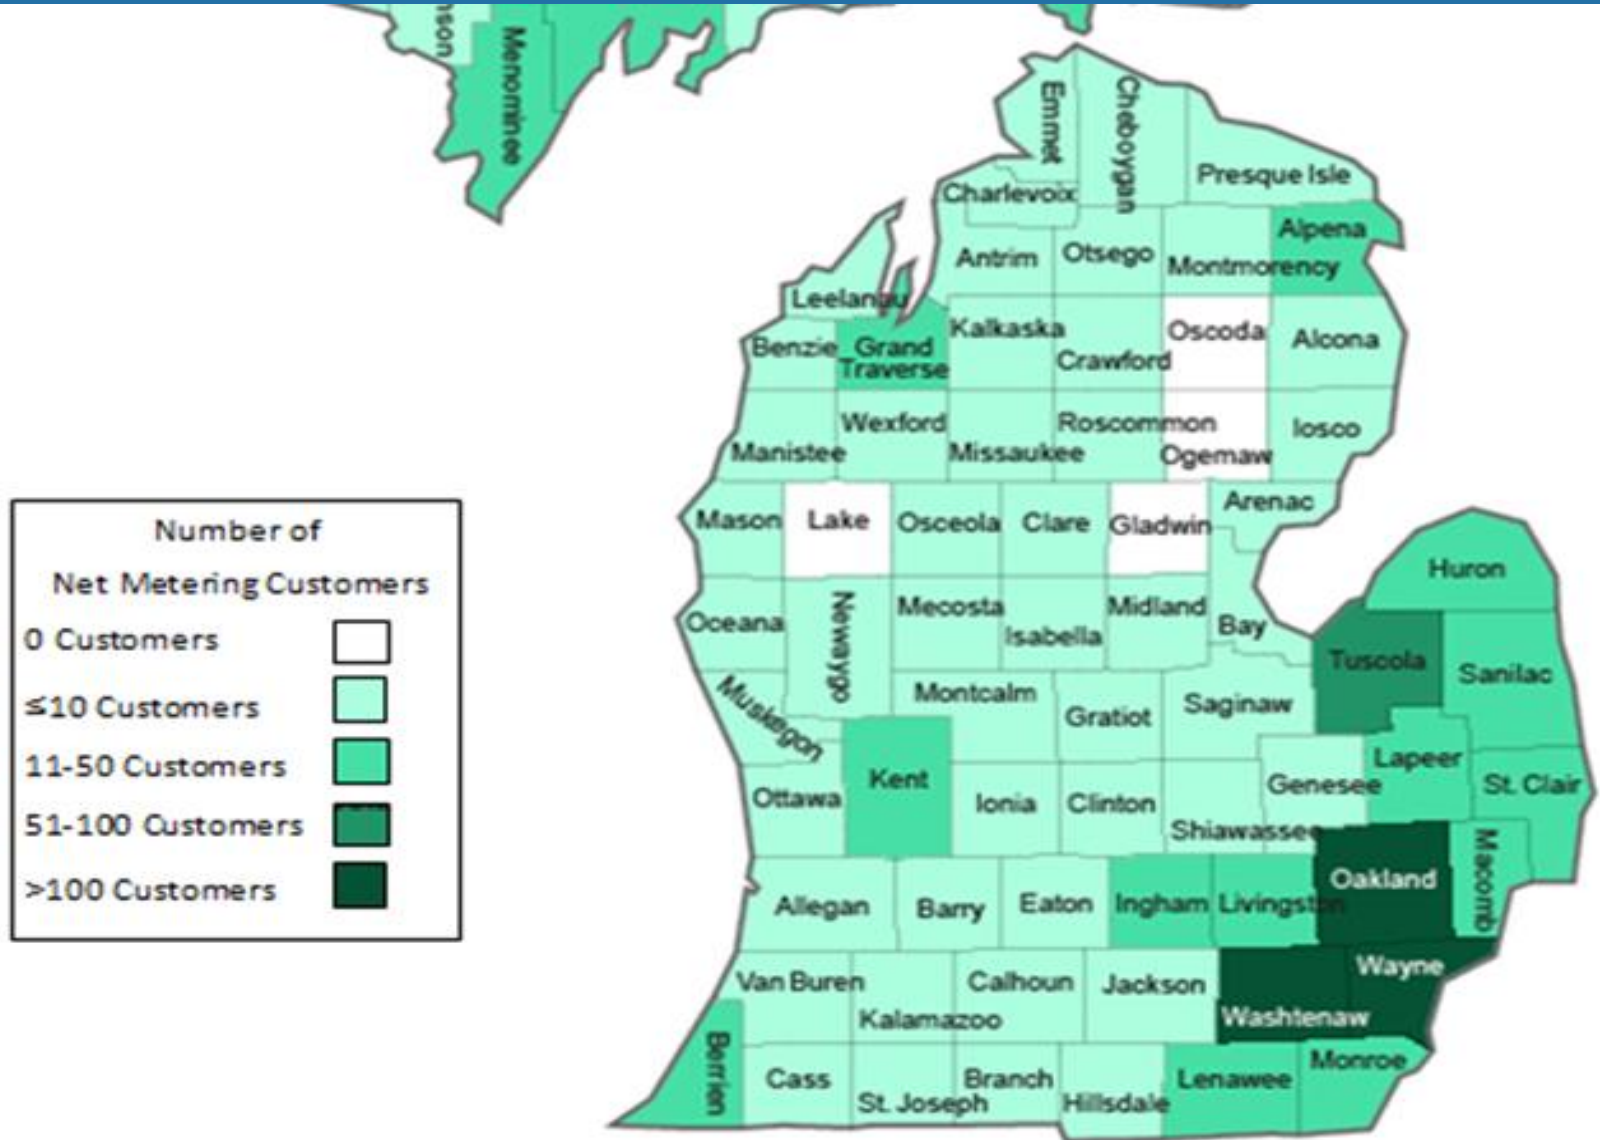 nson
Menominee
Emmet
Cheboygan
Presque Isle
Charlevoix
Alpena
Antrim
Otsego
Montmorency
Leelanau
Kalkaska
Oscoda
Alcona
Benzie
Grand
Traverse
Crawford
Wexford
Roscommon
Iosco
Manistee
Missaukee
Ogemaw
Mason
Lake
Osceola
Clare
Gladwin
Arenac
Huron
Oceana
Newaygo
Mecosta
Isabella
Midland
Bay
Tuscola
Sanilac
Muskegon
Montcalm
Gratiot
Saginaw
Kent
Lapeer
Ottawa
Ionia
Clinton
Genesee
St. Clair
Shiawassee
Macomb
Oakland
Allegan
Barry
Eaton
Ingham
Livingston
Wayne
Van Buren
Calhoun
Jackson
Kalamazoo
Washtenaw
Berrien
Cass
Branch
Lenawee
Monroe
St. Joseph
Hillsdale
Number of
Net Metering Customers
0 Customers
≤10 Customers
11-50 Customers
51-100 Customers
>100 Customers